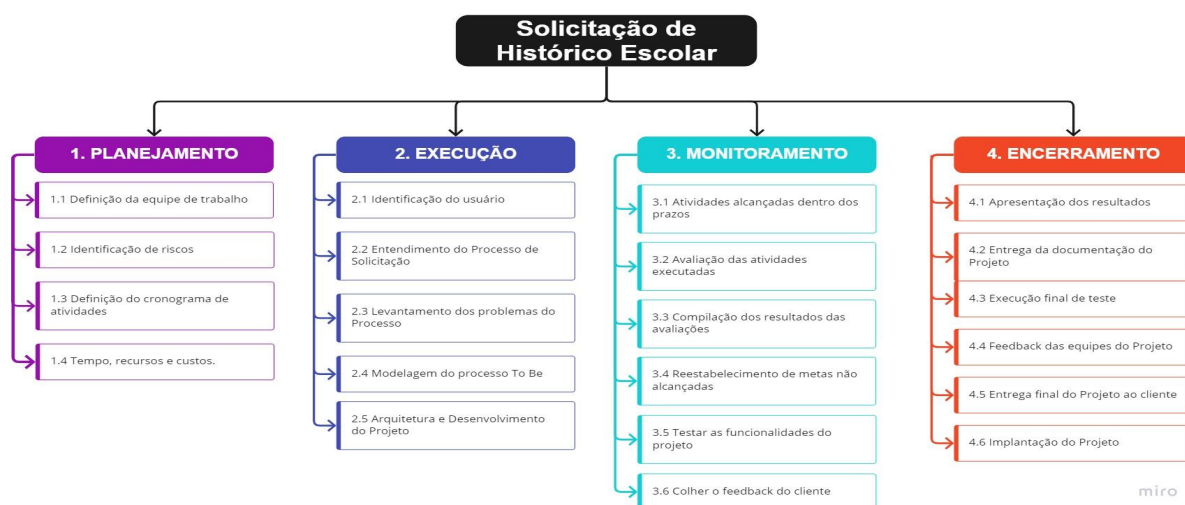 Solicitação de
Histórico Escolar
1. PLANEJAMENTO
1.1 Definição da equipe de trabalho
1.2 Identificação de riscos
1.3 Definição do cronograma de
atividades
1.4 Tempo, recursos e custos.
2. EXECUÇÃO
2.1 Identificação do usuário
2.2 Entendimento do Processo de
Solicitação
2.3 Levantamento dos problemas do
Processo
2.4 Modelagem do processo To Be
2.5 Arquitetura e Desenvolvimento
do Projeto
3. MONITORAMENTO
3.1 Atividades alcançadas dentro dos
prazos
3.2 Avaliação das atividades
executadas
3.3 Compilação dos resultados das
avaliações
3.4 Reestabelecimento de metas não
alcançadas
3.5 Testar as funcionalidades do
projeto
3.6 Colher o feedback do cliente
4. ENCERRAMENTO
4.1 Apresentação dos resultados
4.2 Entrega da documentação do
Projeto
4.3 Execução final de teste
4.4 Feedback das equipes do Projeto
4.5 Entrega final do Projeto ao cliente
4.6 Implantação do Projeto
miro